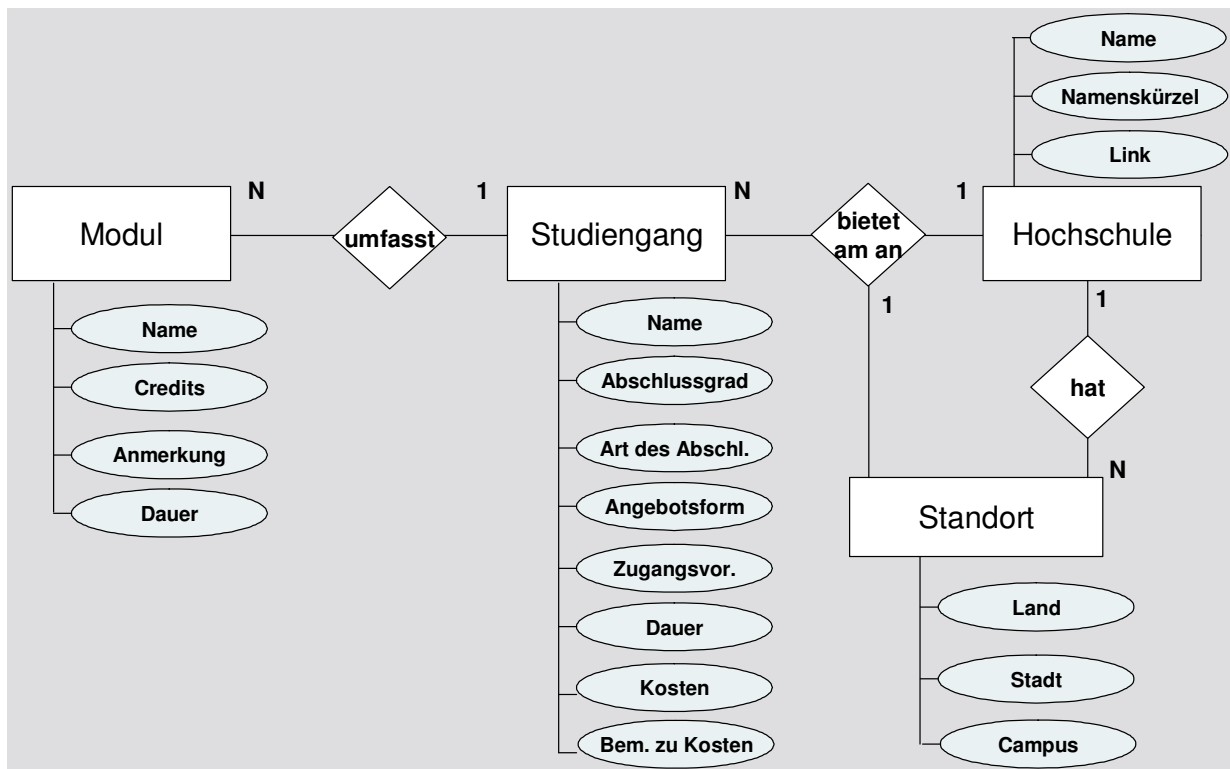 Name
Namenskürzel
Link
N
1
N
1
Modul
umfasst
Studiengang
bietet
am an
Hochschule
1
1
Name
Credits
Anmerkung
Dauer
Name
Abschlussgrad
Art des Abschl.
Angebotsform
Zugangsvor.
Dauer
Kosten
Bem. zu Kosten
hat
N
Standort
Land
Stadt
Campus